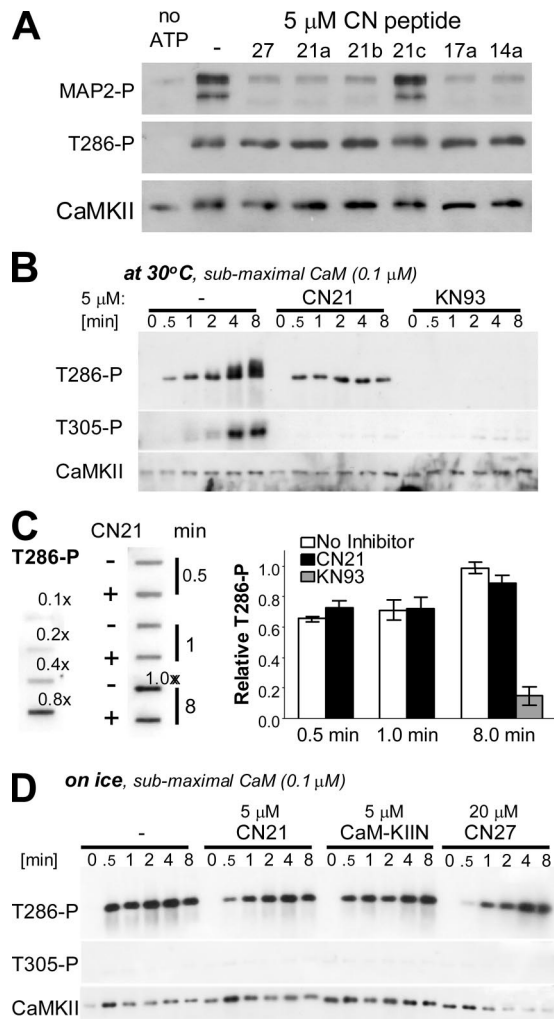 A
no ATP
5 μM CN peptide
- 27 21a 21b 21c 17a 14a
MAP2-P
T286-P
CaMKII
B
at 30°C, sub-maximal CaM (0.1 μM)
5 μM: - CN21 KN93
[min] 0 .5 1 2 4 8 0 .5 1 2 4 8 0 .5 1 2 4 8
T286-P
T305-P
CaMKII
C
CN21 min
T286-P
0.1x
0.2x
0.4x
0.8x
-
+
0.5
-
+
1
1.0x
-
+
8
No Inhibitor
CN21
KN93
Relative T286-P
1.0
0.8
0.6
0.4
0.2
0.0
0.5 min 1.0 min 8.0 min
D
on ice, sub-maximal CaM (0.1 μM)
5 μM 5 μM 20 μM
- CN21 CaM-KIIN CN27
[min] 0 .5 1 2 4 8 0 .5 1 2 4 8 0 .5 1 2 4 8 0 .5 1 2 4 8
T286-P
T305-P
CaMKII